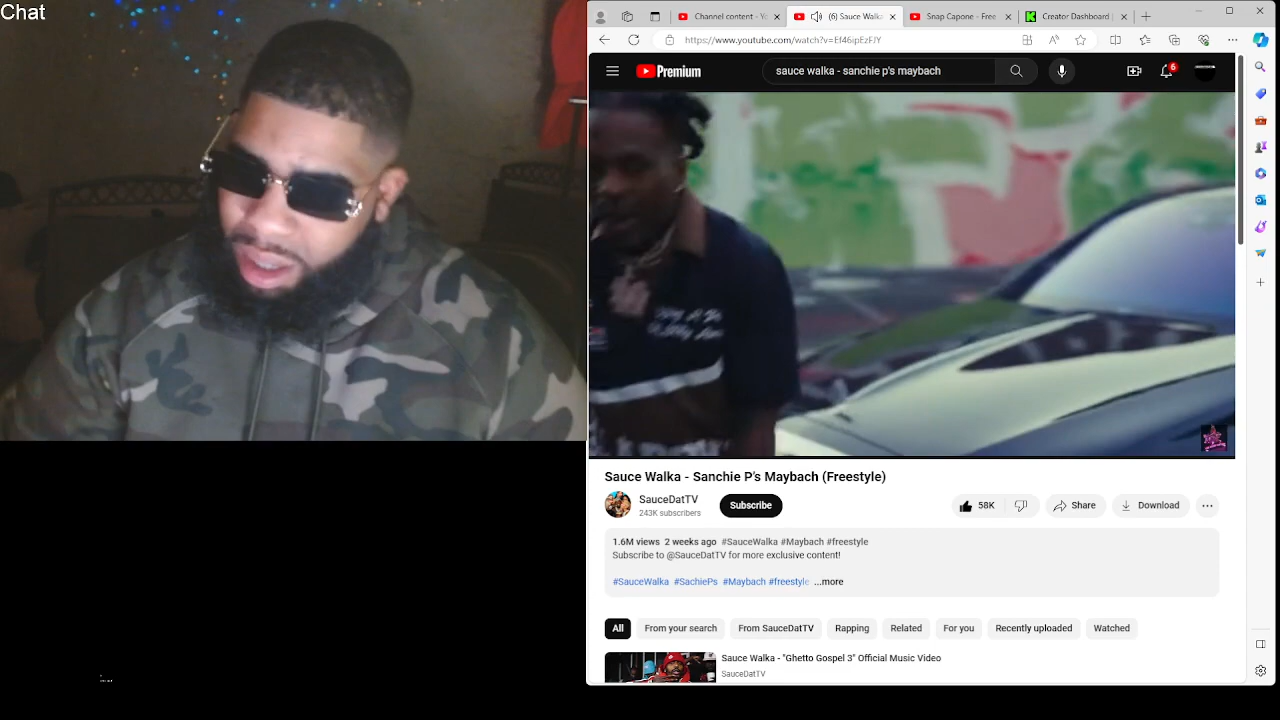 Chat
Channel content - Yo
(6) Sauce Walka
Snap Capone - Free
Creator Dashboard
https://www.youtube.com/watch?v=Ef46ipEzFJY
Premium
sauce walka - sanchie p's maybach
6
Sauce Walka - Sanchie P's Maybach (Freestyle)
SauceDatTV
243K subscribers
Subscribe
58K
Share
Download
1.6M views 2 weeks ago #SauceWalka #Maybach #freestyle
Subscribe to @SauceDatTV for more exclusive content!
#SauceWalka #SachiePs #Maybach #freestyle ...more
All
From your search
From SauceDatTV
Rapping
Related
For you
Recently uploaded
Watched
Sauce Walka - "Ghetto Gospel 3" Official Music Video
SauceDatTV